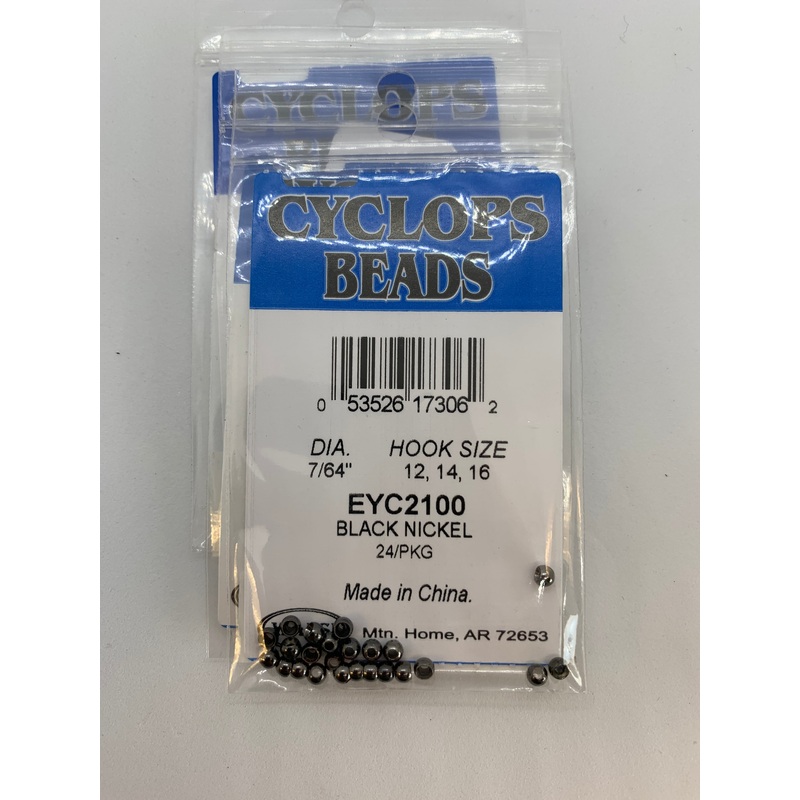 CYCLOPS
CYCLOPS
BEADS
0 53526 17306 2
DIA. HOOK SIZE
7/64" 12, 14, 16
EYC2100
BLACK NICKEL
24/PKG
Made in China.
Mtn. Home, AR 72653